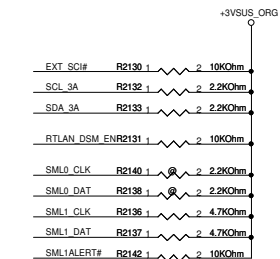 +3VSUS_ORG
EXT_SCI# R2130 1 2 10KOhm
SCL_3A R2132 1 2 2.2KOhm
SDA_3A R2133 1 2 2.2KOhm
RTLAN_DSM_EN R2131 1 2 10KOhm
SML0_CLK R2140 1 @ 2 2.2KOhm
SML0_DAT R2138 1 @ 2 2.2KOhm
SML1_CLK R2136 1 2 4.7KOhm
SML1_DAT R2137 1 2 4.7KOhm
SML1ALERT# R2142 1 2 10KOhm